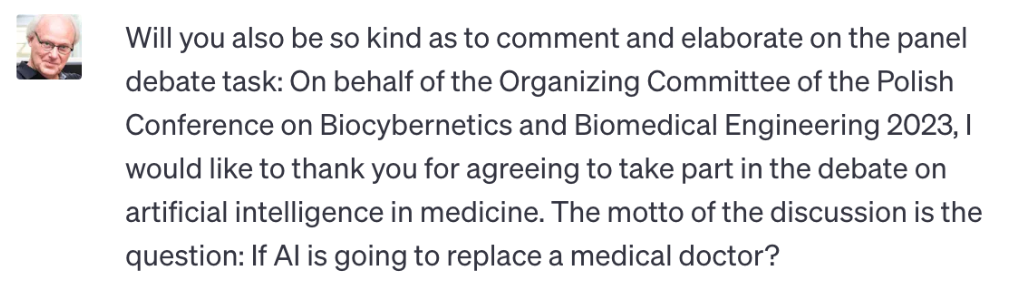 Will you also be so kind as to comment and elaborate on the panel
debate task: On behalf of the Organizing Committee of the Polish
Conference on Biocybernetics and Biomedical Engineering 2023, I
would like to thank you for agreeing to take part in the debate on
artificial intelligence in medicine. The motto of the discussion is the
question: If AI is going to replace a medical doctor?